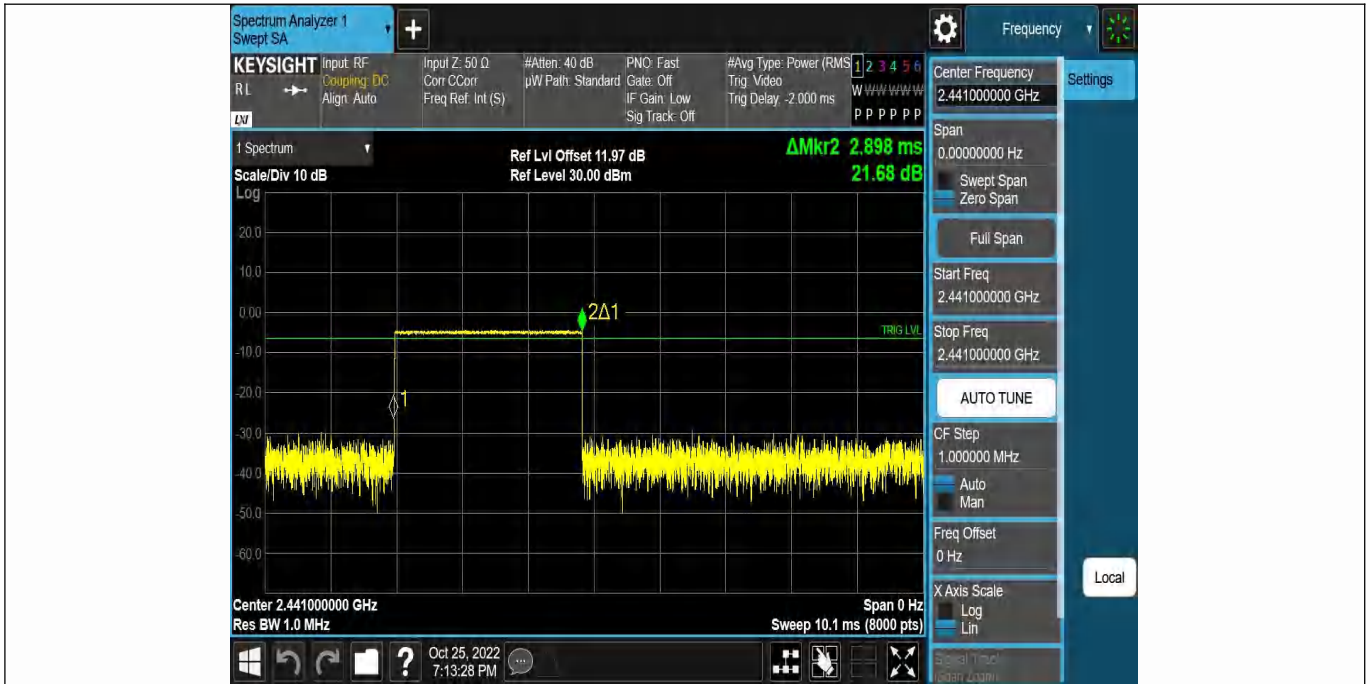 Spectrum Analyzer 1
Swept SA
+
Frequency
KEYSIGHT
Input: RF
Coupling: DC
Align: Auto
Input Z: 50 Ω
Corr CCorr
Freq Ref: Int (S)
#Atten: 40 dB
µW Path: Standard
PNO: Fast
Gate: Off
IF Gain: Low
Sig Track: Off
#Avg Type: Power (RMS
Trig: Video
Trig Delay: -2.000 ms
1 2 3 4 5 6
W W W W W W
P P P P P P
R L
LXI
Center Frequency
2.441000000 GHz
Settings
1 Spectrum
Scale/Div 10 dB
Ref Lvl Offset 11.97 dB
Ref Level 30.00 dBm
ΔMkr2 2.898 ms
21.68 dB
Span
0.00000000 Hz
Swept Span
Zero Span
Full Span
Start Freq
2.441000000 GHz
Stop Freq
2.441000000 GHz
AUTO TUNE
CF Step
1.000000 MHz
Auto
Man
Freq Offset
0 Hz
X Axis Scale
Log
Lin
Signal Track
(Span Zoom)
Local
Log
20.0
10.0
0.00
-10.0
-20.0
-30.0
-40.0
-50.0
-60.0
2Δ1
TRIG LVL
1
Center 2.441000000 GHz
Res BW 1.0 MHz
Span 0 Hz
Sweep 10.1 ms (8000 pts)
?
Oct 25, 2022
7:13:28 PM